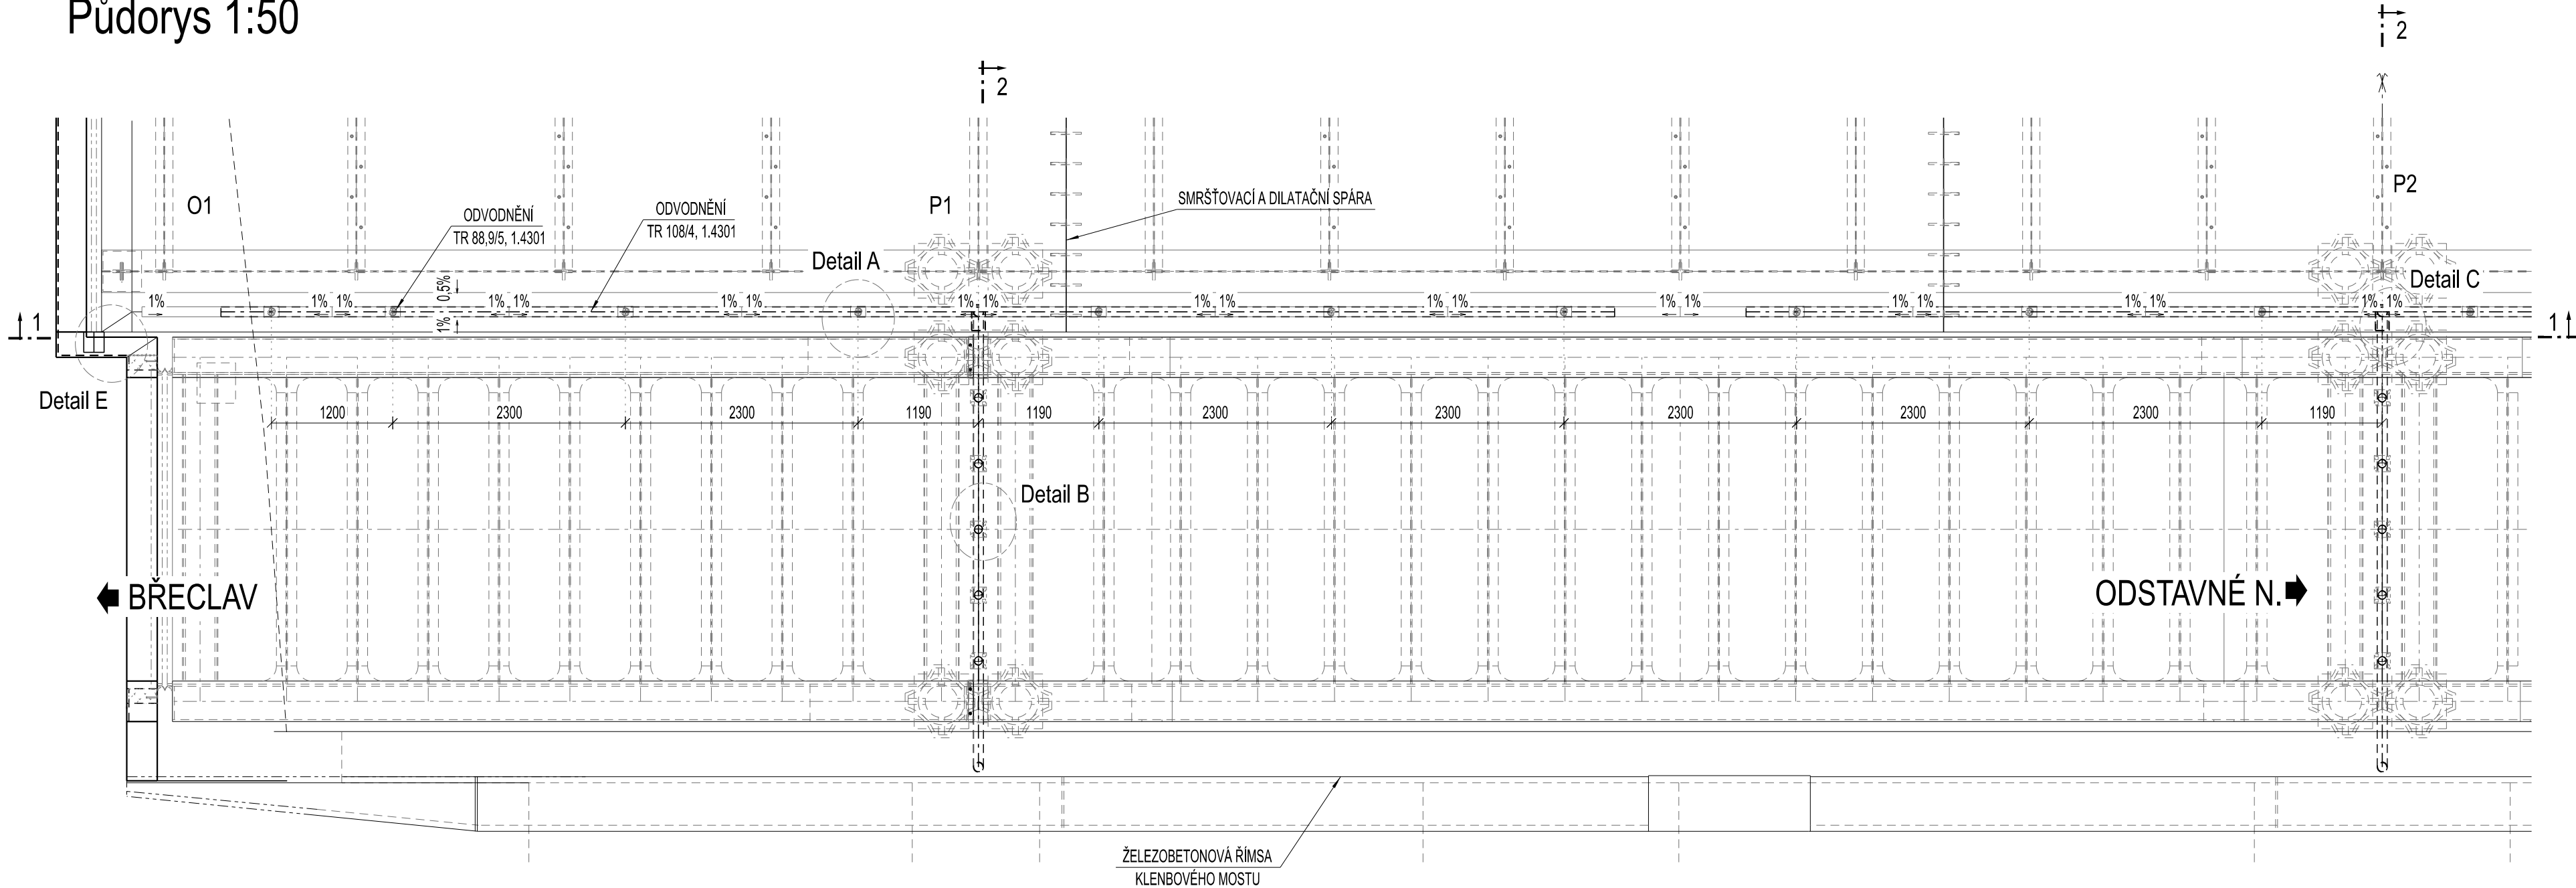 Půdorys 1:50
2
2
O1
P1
P2
ODVODNĚNÍ
TR 88,9/5, 1.4301
ODVODNĚNÍ
TR 108/4, 1.4301
SMRŠŤOVACÍ A DILATAČNÍ SPÁRA
Detail A
Detail C
0,5%
1%
1% 1% 1% 1% 1% 1% 1% 1% 1% 1% 1% 1% 1% 1% 1% 1% 1% 1% 1% 1% 1%
1
1
Detail E
1200 2300 2300 1190 1190 2300 2300 2300 2300 2300 1190
Detail B
BŘECLAV
ODSTAVNÉ N.
ŽELEZOBETONOVÁ ŘÍMSA
KLENBOVÉHO MOSTU